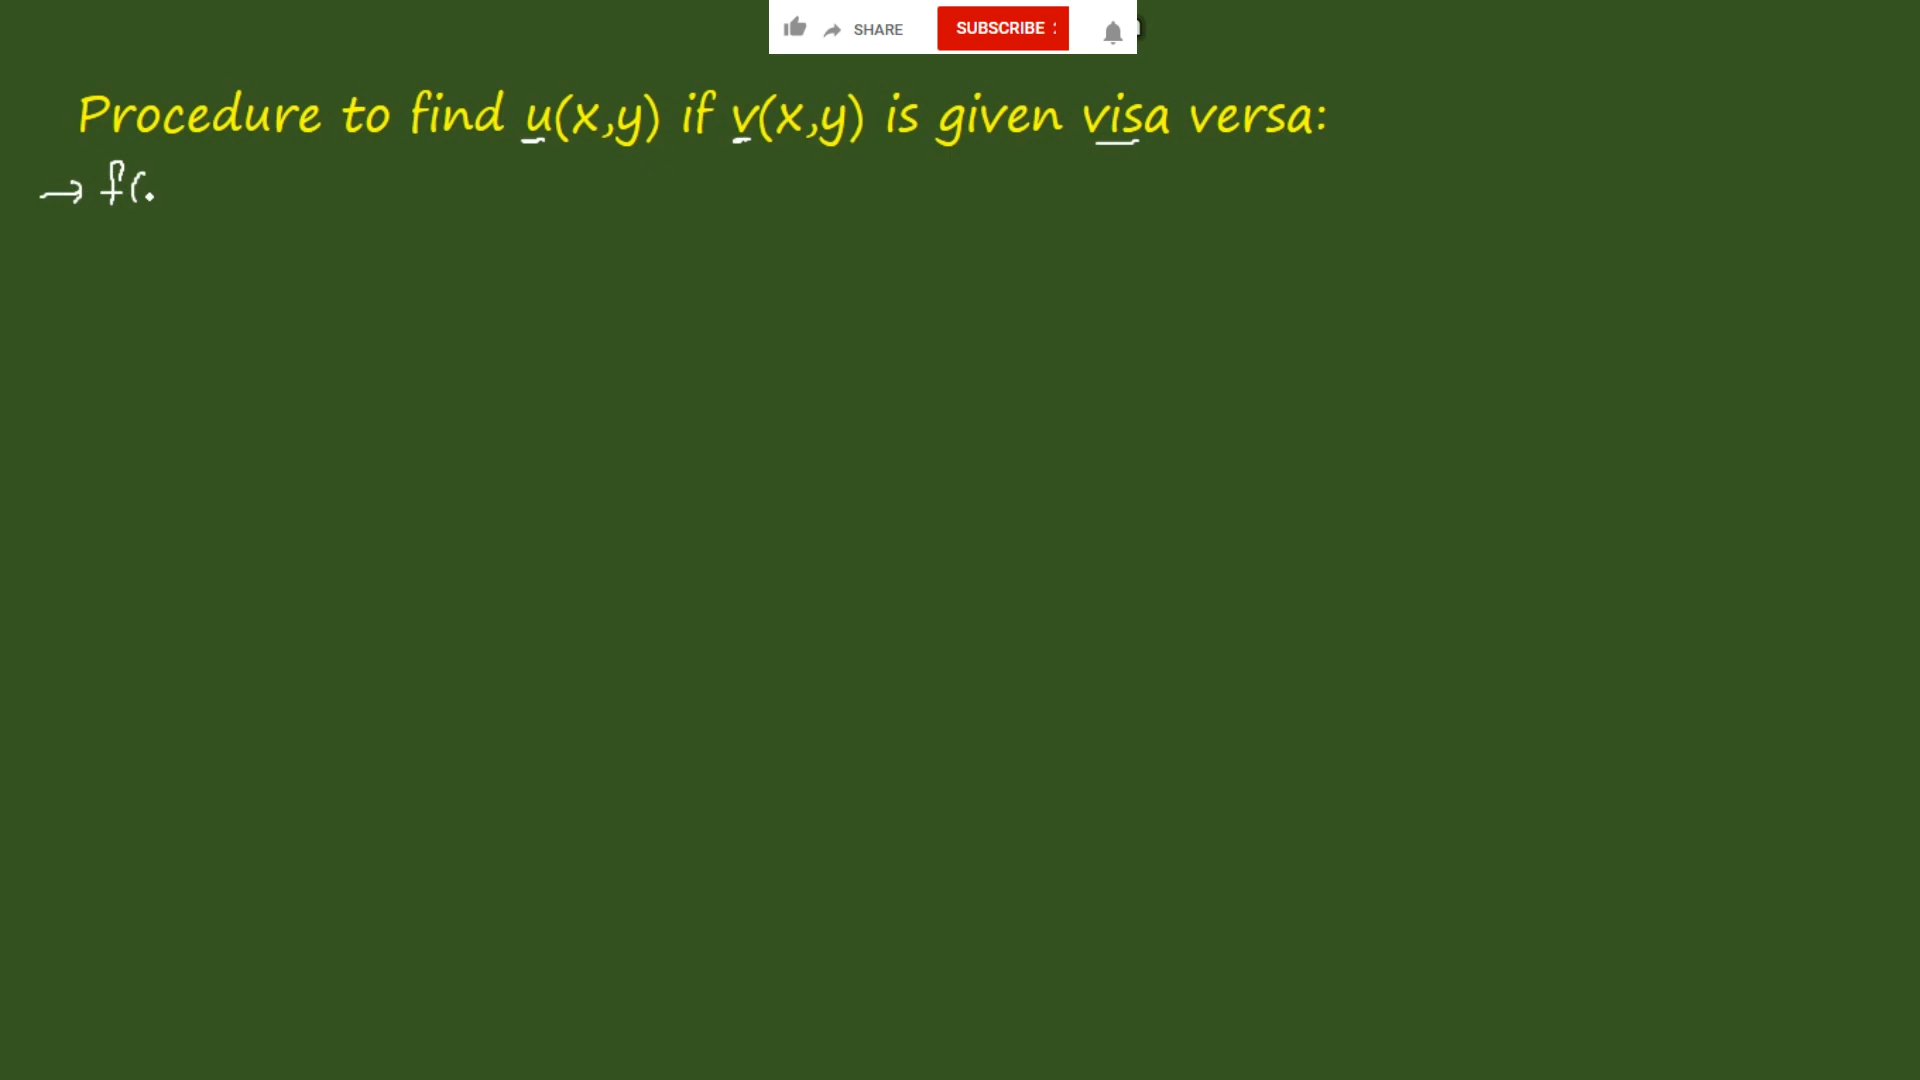 SHARE SUBSCRIBE
Procedure to find u(x,y) if v(x,y) is given visa versa:
→ f(